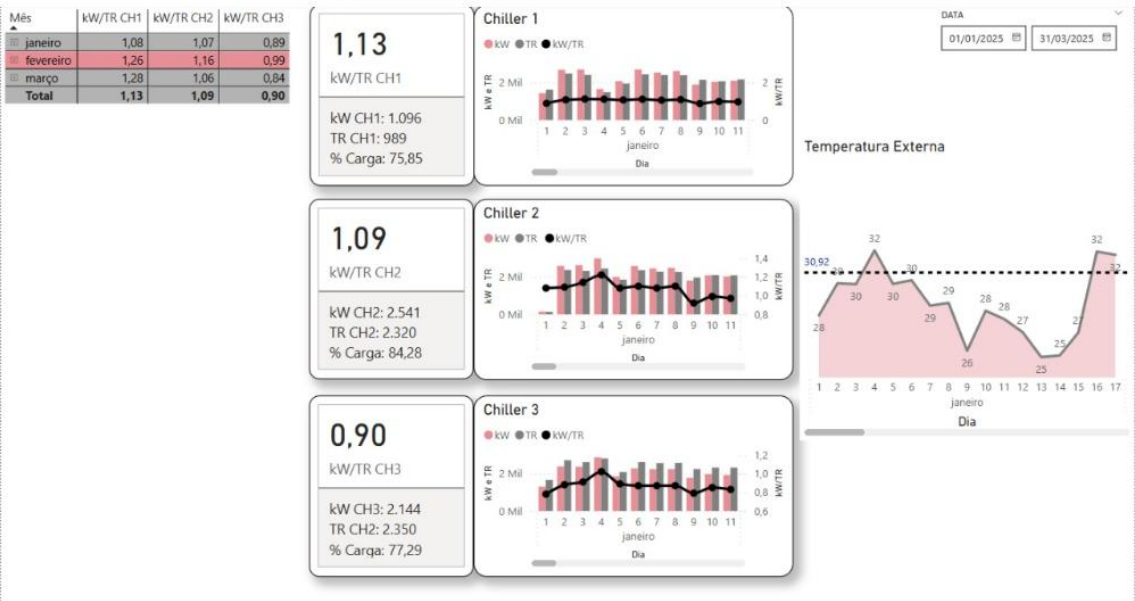 Mês kW/TR CH1 kW/TR CH2 kW/TR CH3
janeiro 1,08 1,07 0,89
fevereiro 1,26 1,16 0,99
março 1,28 1,06 0,84
Total 1,13 1,09 0,90
1,13
kW/TR CH1
kW CH1: 1.096
TR CH1: 989
% Carga: 75,85
Chiller 1
kW TR kW/TR
kW e TR
2 Mil
0 Mil
2
0
kW/TR
1 2 3 4 5 6 7 8 9 10 11
janeiro
Dia
1,09
kW/TR CH2
kW CH2: 2.541
TR CH2: 2.320
% Carga: 84,28
Chiller 2
kW TR kW/TR
kW e TR
2 Mil
0 Mil
1,4
1,2
1,0
0,8
kW/TR
1 2 3 4 5 6 7 8 9 10 11
janeiro
Dia
0,90
kW/TR CH3
kW CH3: 2.144
TR CH2: 2.350
% Carga: 77,29
Chiller 3
kW TR kW/TR
kW e TR
2 Mil
0 Mil
1,2
1,0
0,8
0,6
kW/TR
1 2 3 4 5 6 7 8 9 10 11
janeiro
Dia
DATA
01/01/2025 31/03/2025
Temperatura Externa
30,92
28 30 32 30 30 29 29 26 28 28 27 25 25 27 32 32
1 2 3 4 5 6 7 8 9 10 11 12 13 14 15 16 17
janeiro
Dia